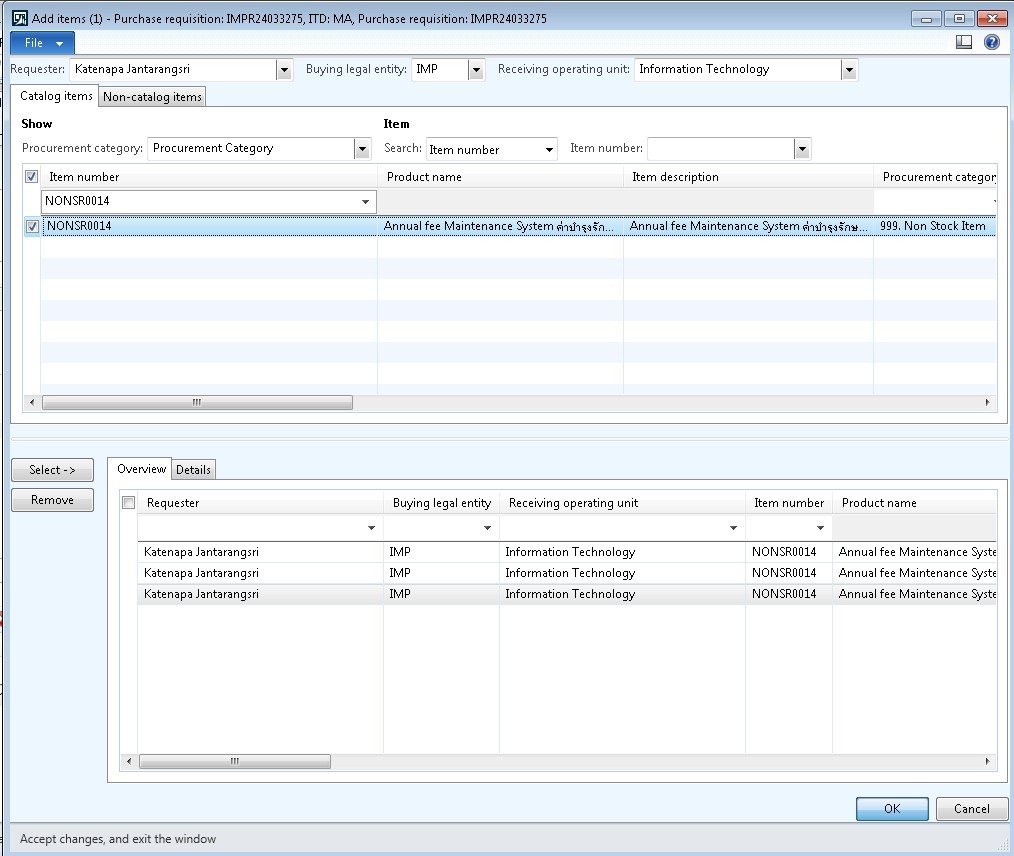 Add items (1) - Purchase requisition: IMPR24033275, ITD: MA, Purchase requisition: IMPR24033275
File
Requester: Katenapa Jantarangsri Buying legal entity: IMP Receiving operating unit: Information Technology
Catalog items Non-catalog items
Show Item
Procurement category: Procurement Category Search: Item number Item number:
Item number Product name Item description Procurement category
NONSR0014
NONSR0014 Annual fee Maintenance System ค่าบำรุงรัก... Annual fee Maintenance System ค่าบำรุงรักษ... 999. Non Stock Item
Select -> Overview Details
Remove Requester Buying legal entity Receiving operating unit Item number Product name
Katenapa Jantarangsri IMP Information Technology NONSR0014 Annual fee Maintenance Syste
Katenapa Jantarangsri IMP Information Technology NONSR0014 Annual fee Maintenance Syste
Katenapa Jantarangsri IMP Information Technology NONSR0014 Annual fee Maintenance Syste
OK Cancel
Accept changes, and exit the window